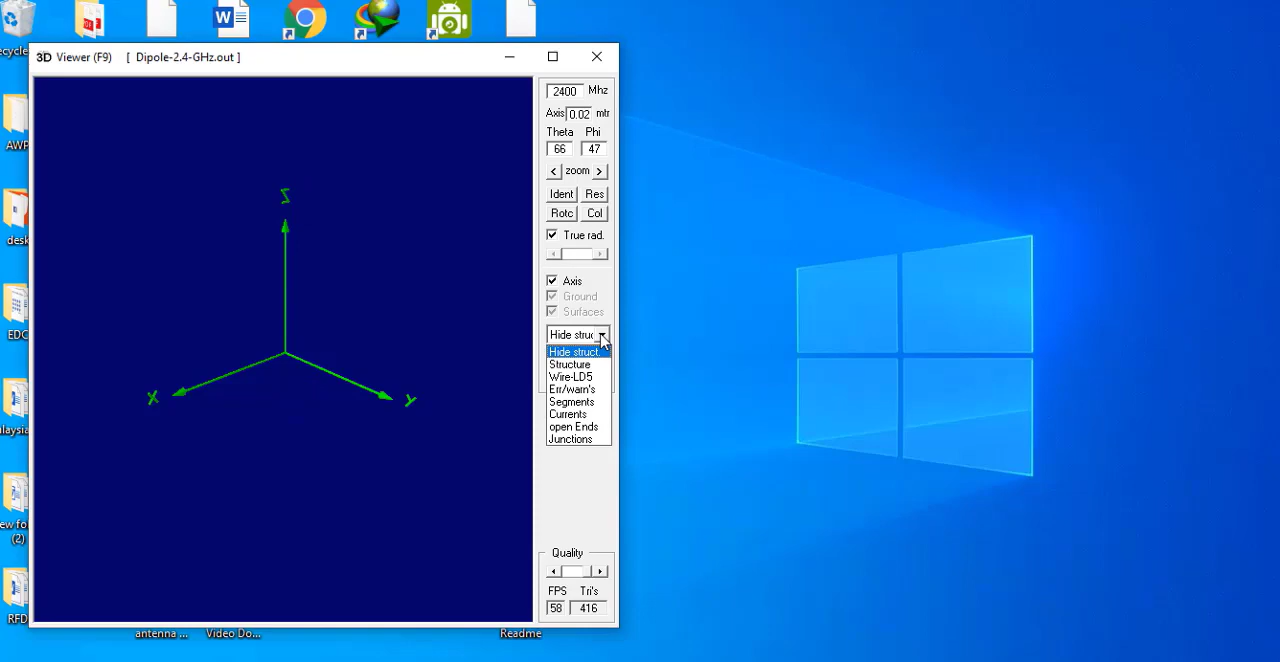 ecycle
3D Viewer (F9) [ Dipole-2.4-GHz.out ]
2400 Mhz
Axis 0.02 mtr
Theta Phi
66 47
< zoom >
Ident Res
Rotc Col
True rad.
Axis
Ground
Surfaces
Hide struc
Hide struct.
Structure
Wire-LD5
Err/warn's
Segments
Currents
open Ends
Junctions
Quality
FPS Tri's
58 416
Z
X
Y
AWP
desk
EDC
alaysia
ew fo
(2)
RFD
antenna ...
Video Do...
Readme